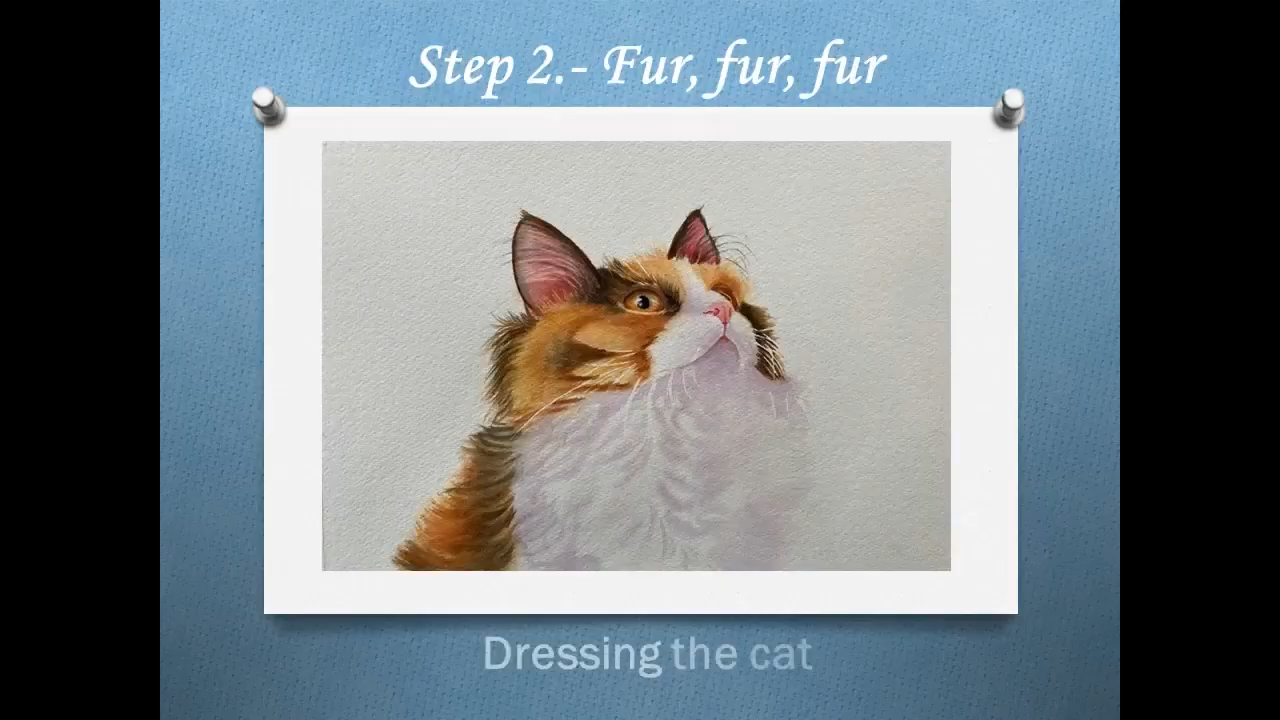 Step 2.- Fur, fur, fur
Dressing the cat